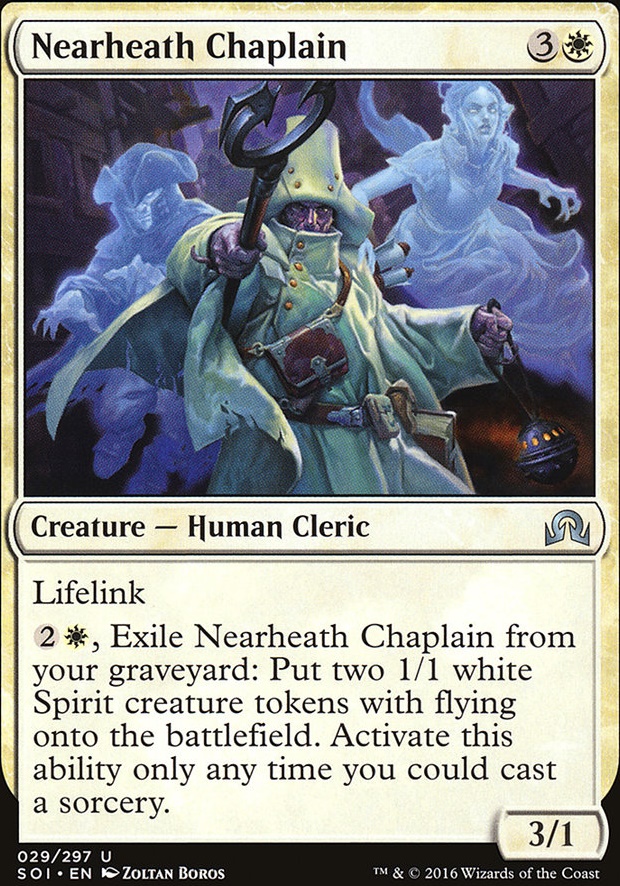 Nearheath Chaplain 3
Creature — Human Cleric
Lifelink
2, Exile Nearheath Chaplain from
your graveyard: Put two 1/1 white
Spirit creature tokens with flying
onto the battlefield. Activate this
ability only any time you could cast
a sorcery.
3/1
029/297 U
SOI • EN Zoltan Boros
™ & © 2016 Wizards of the Coast